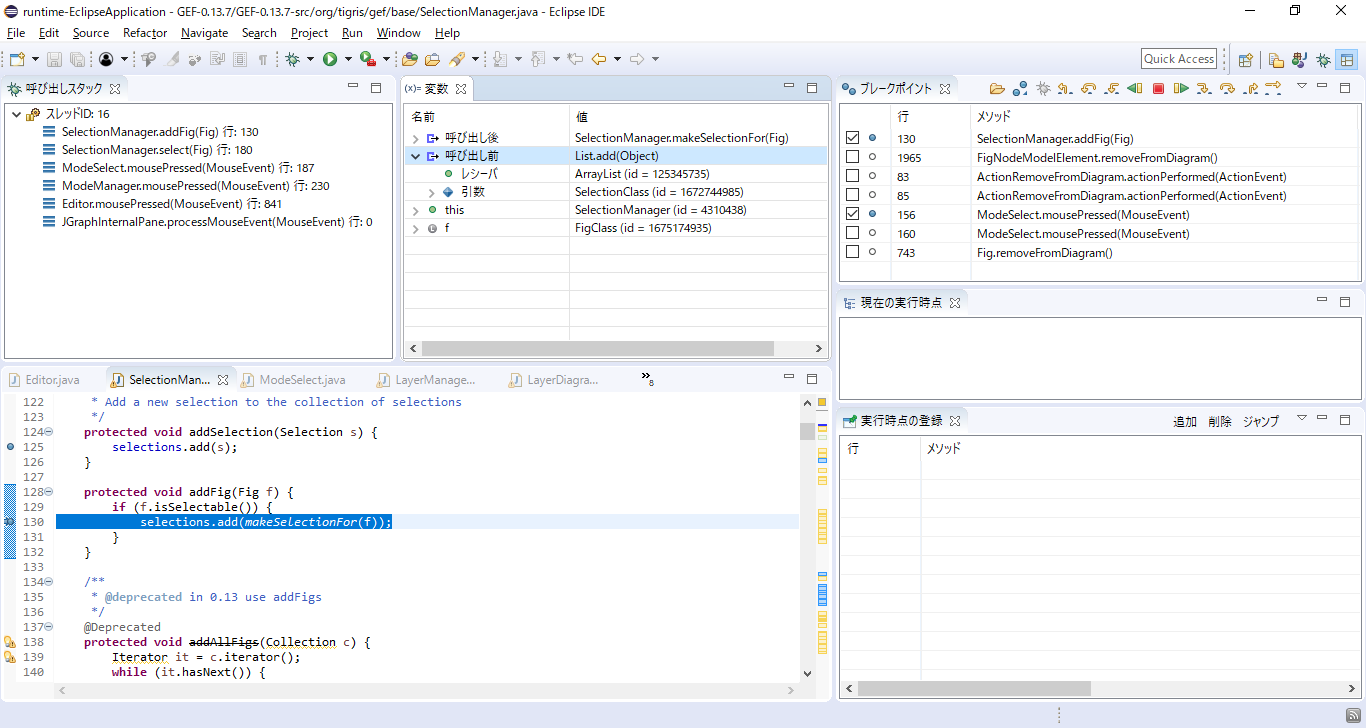 runtime-EclipseApplication - GEF-0.13.7/GEF-0.13.7-src/org/tigris/gef/base/SelectionManager.java - Eclipse IDE
File Edit Source Refactor Navigate Search Project Run Window Help
Quick Access
呼び出しスタック
スレッドID: 16
SelectionManager.addFig(Fig) 行: 130
SelectionManager.select(Fig) 行: 180
ModeSelect.mousePressed(MouseEvent) 行: 187
ModeManager.mousePressed(MouseEvent) 行: 230
Editor.mousePressed(MouseEvent) 行: 841
JGraphInternalPane.processMouseEvent(MouseEvent) 行: 0
(x)= 変数
名前 値
呼び出し後 SelectionManager.makeSelectionFor(Fig)
呼び出し前 List.add(Object)
レシーバ ArrayList (id = 125345735)
引数 SelectionClass (id = 1672744985)
this SelectionManager (id = 4310438)
f FigClass (id = 1675174935)
ブレークポイント
行 メソッド
130 SelectionManager.addFig(Fig)
1965 FigNodeModelElement.removeFromDiagram()
83 ActionRemoveFromDiagram.actionPerformed(ActionEvent)
85 ActionRemoveFromDiagram.actionPerformed(ActionEvent)
156 ModeSelect.mousePressed(MouseEvent)
160 ModeSelect.mousePressed(MouseEvent)
743 Fig.removeFromDiagram()
現在の実行時点
実行時点の登録
追加 削除 ジャンプ
行 メソッド
Editor.java SelectionMan... ModeSelect.java LayerManage... LayerDiagra... »8
122 * Add a new selection to the collection of selections
123 */
124 protected void addSelection(Selection s) {
125 selections.add(s);
126 }
127
128 protected void addFig(Fig f) {
129 if (f.isSelectable()) {
130 selections.add(makeSelectionFor(f));
131 }
132 }
133
134 /**
135 * @deprecated in 0.13 use addFigs
136 */
137 @Deprecated
138 protected void addAllFigs(Collection c) {
139 Iterator it = c.iterator();
140 while (it.hasNext()) {